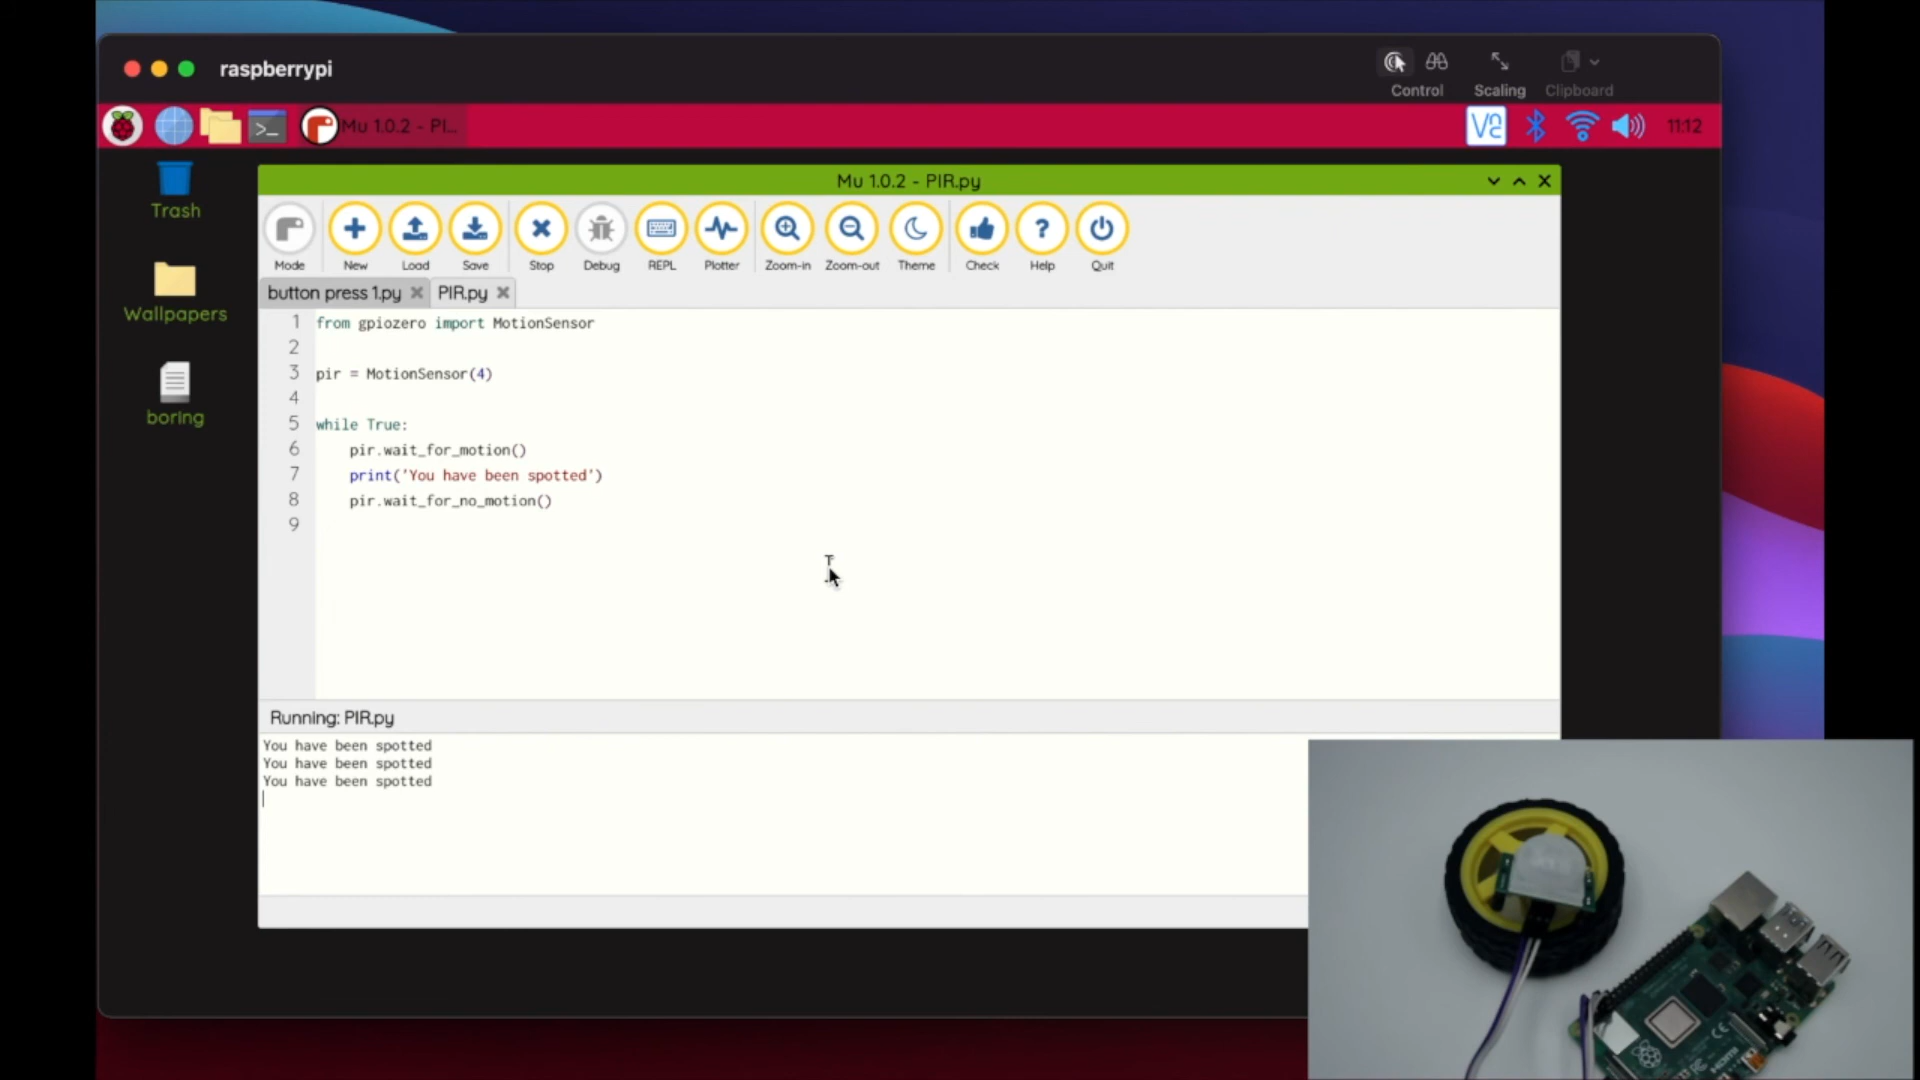 raspberrypi
Control
Scaling
Clipboard
Mu 1.0.2 - PI...
VNC
11:12
Trash
Wallpapers
boring
Mu 1.0.2 - PIR.py
Mode
New
Load
Save
Stop
Debug
REPL
Plotter
Zoom-in
Zoom-out
Theme
Check
Help
Quit
button press 1.py
PIR.py
1 from gpiozero import MotionSensor
2
3 pir = MotionSensor(4)
4
5 while True:
6 pir.wait_for_motion()
7 print('You have been spotted')
8 pir.wait_for_no_motion()
9
Running: PIR.py
You have been spotted
You have been spotted
You have been spotted